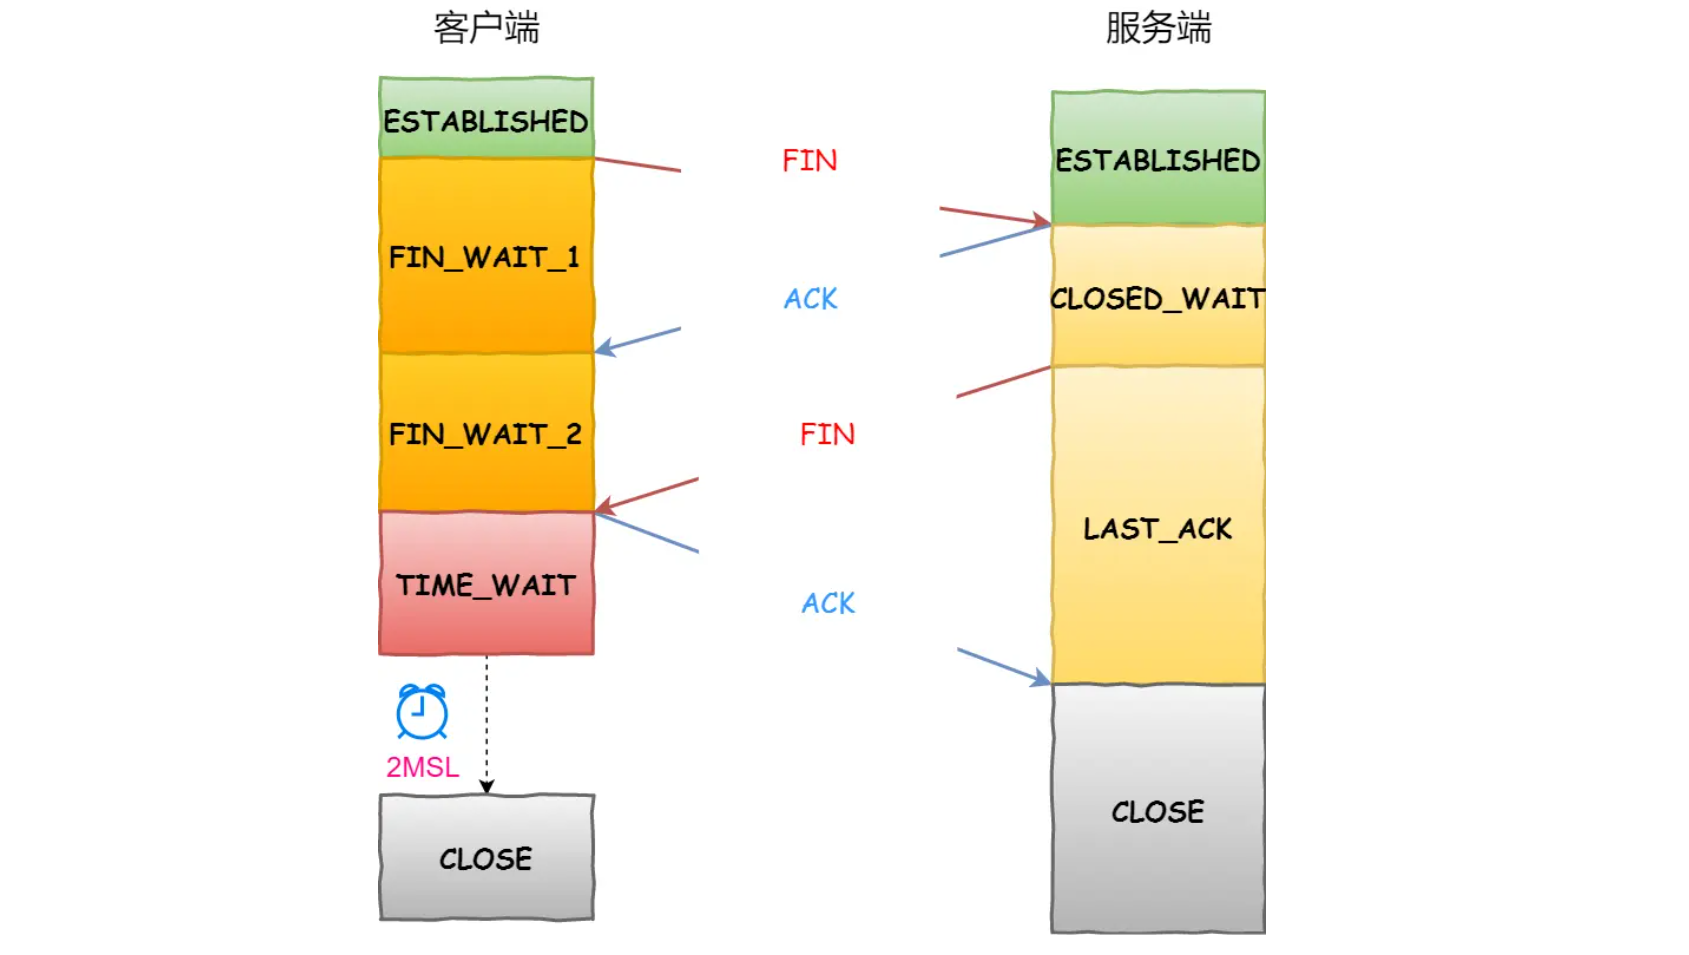 客户端
服务端
ESTABLISHED
ESTABLISHED
FIN
FIN_WAIT_1
ACK
CLOSED_WAIT
FIN_WAIT_2
FIN
LAST_ACK
TIME_WAIT
ACK
2MSL
CLOSE
CLOSE